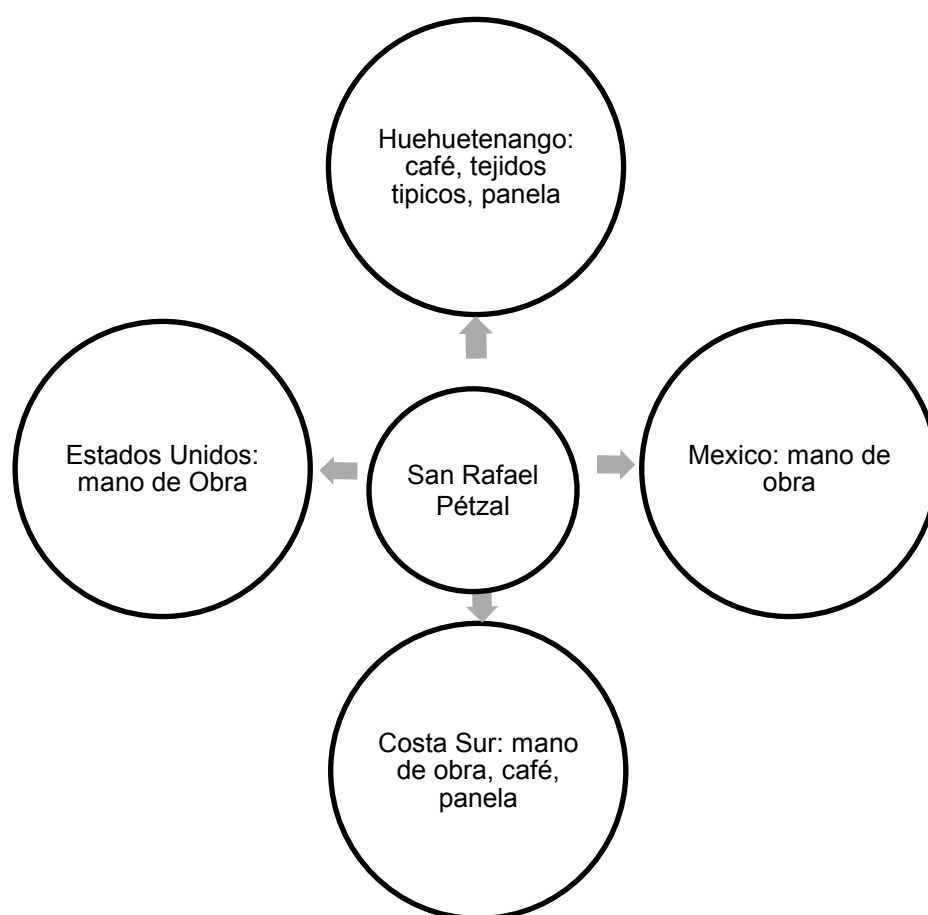 Huehuetenango:
café, tejidos
tipicos, panela
Estados Unidos:
mano de Obra
San Rafael
Pétzal
Mexico: mano de
obra
Costa Sur: mano
de obra, café,
panela